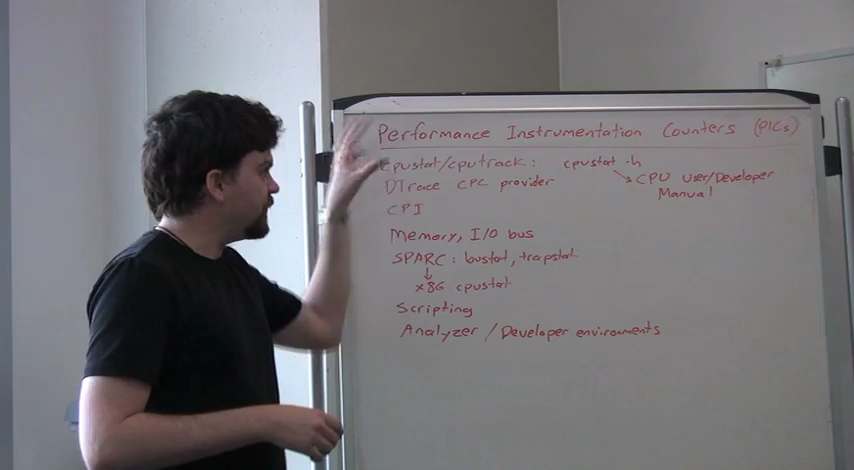 Performance Instrumentation Counters (PICs)
cpustat/cputrack: cpustat -h
DTrace CPC provider
→ CPU User/Developer
Manual
CPI
Memory, I/O bus
SPARC: busstat, trapstat
↓
x86 cpustat
Scripting
Analyzer / Developer environments